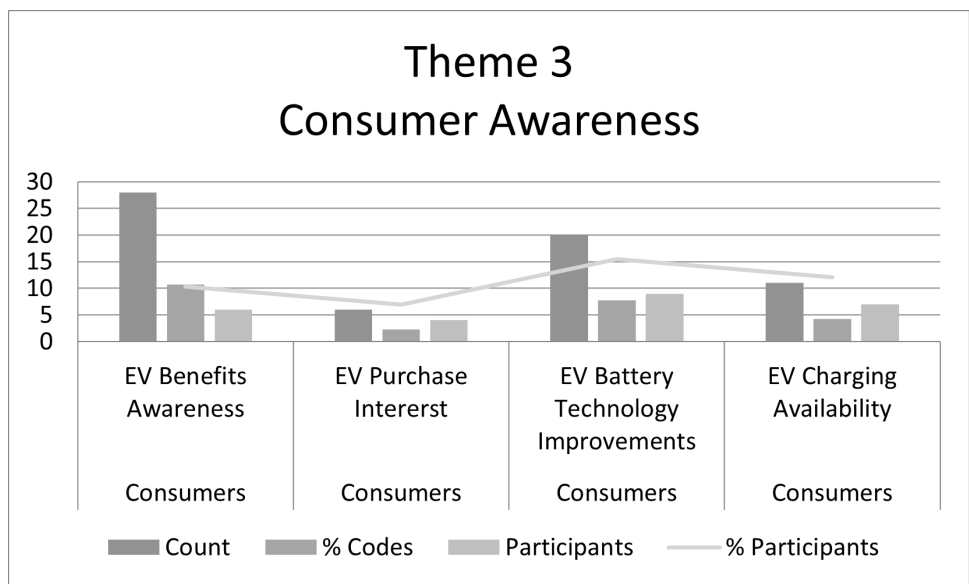 Theme 3
Consumer Awareness
30
25
20
15
10
5
0
EV Benefits
Awareness
EV Purchase
Intererst
EV Battery
Technology
Improvements
EV Charging
Availability
Consumers
Consumers
Consumers
Consumers
Count
% Codes
Participants
% Participants